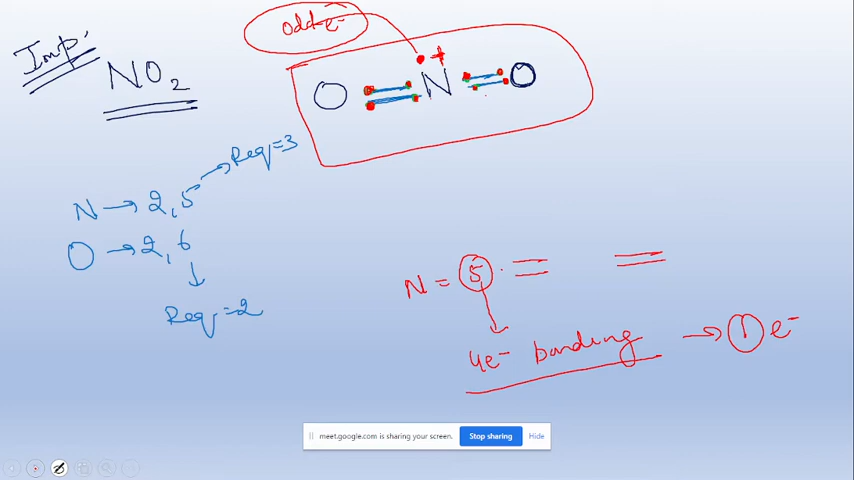 Imp.
NO2
odd e-
O = N = O
+
N → 2, 5 → Req = 3
O → 2, 6
Req = 2
N = 5
4e- bonding → 1 e-
meet.google.com is sharing your screen. Stop sharing Hide